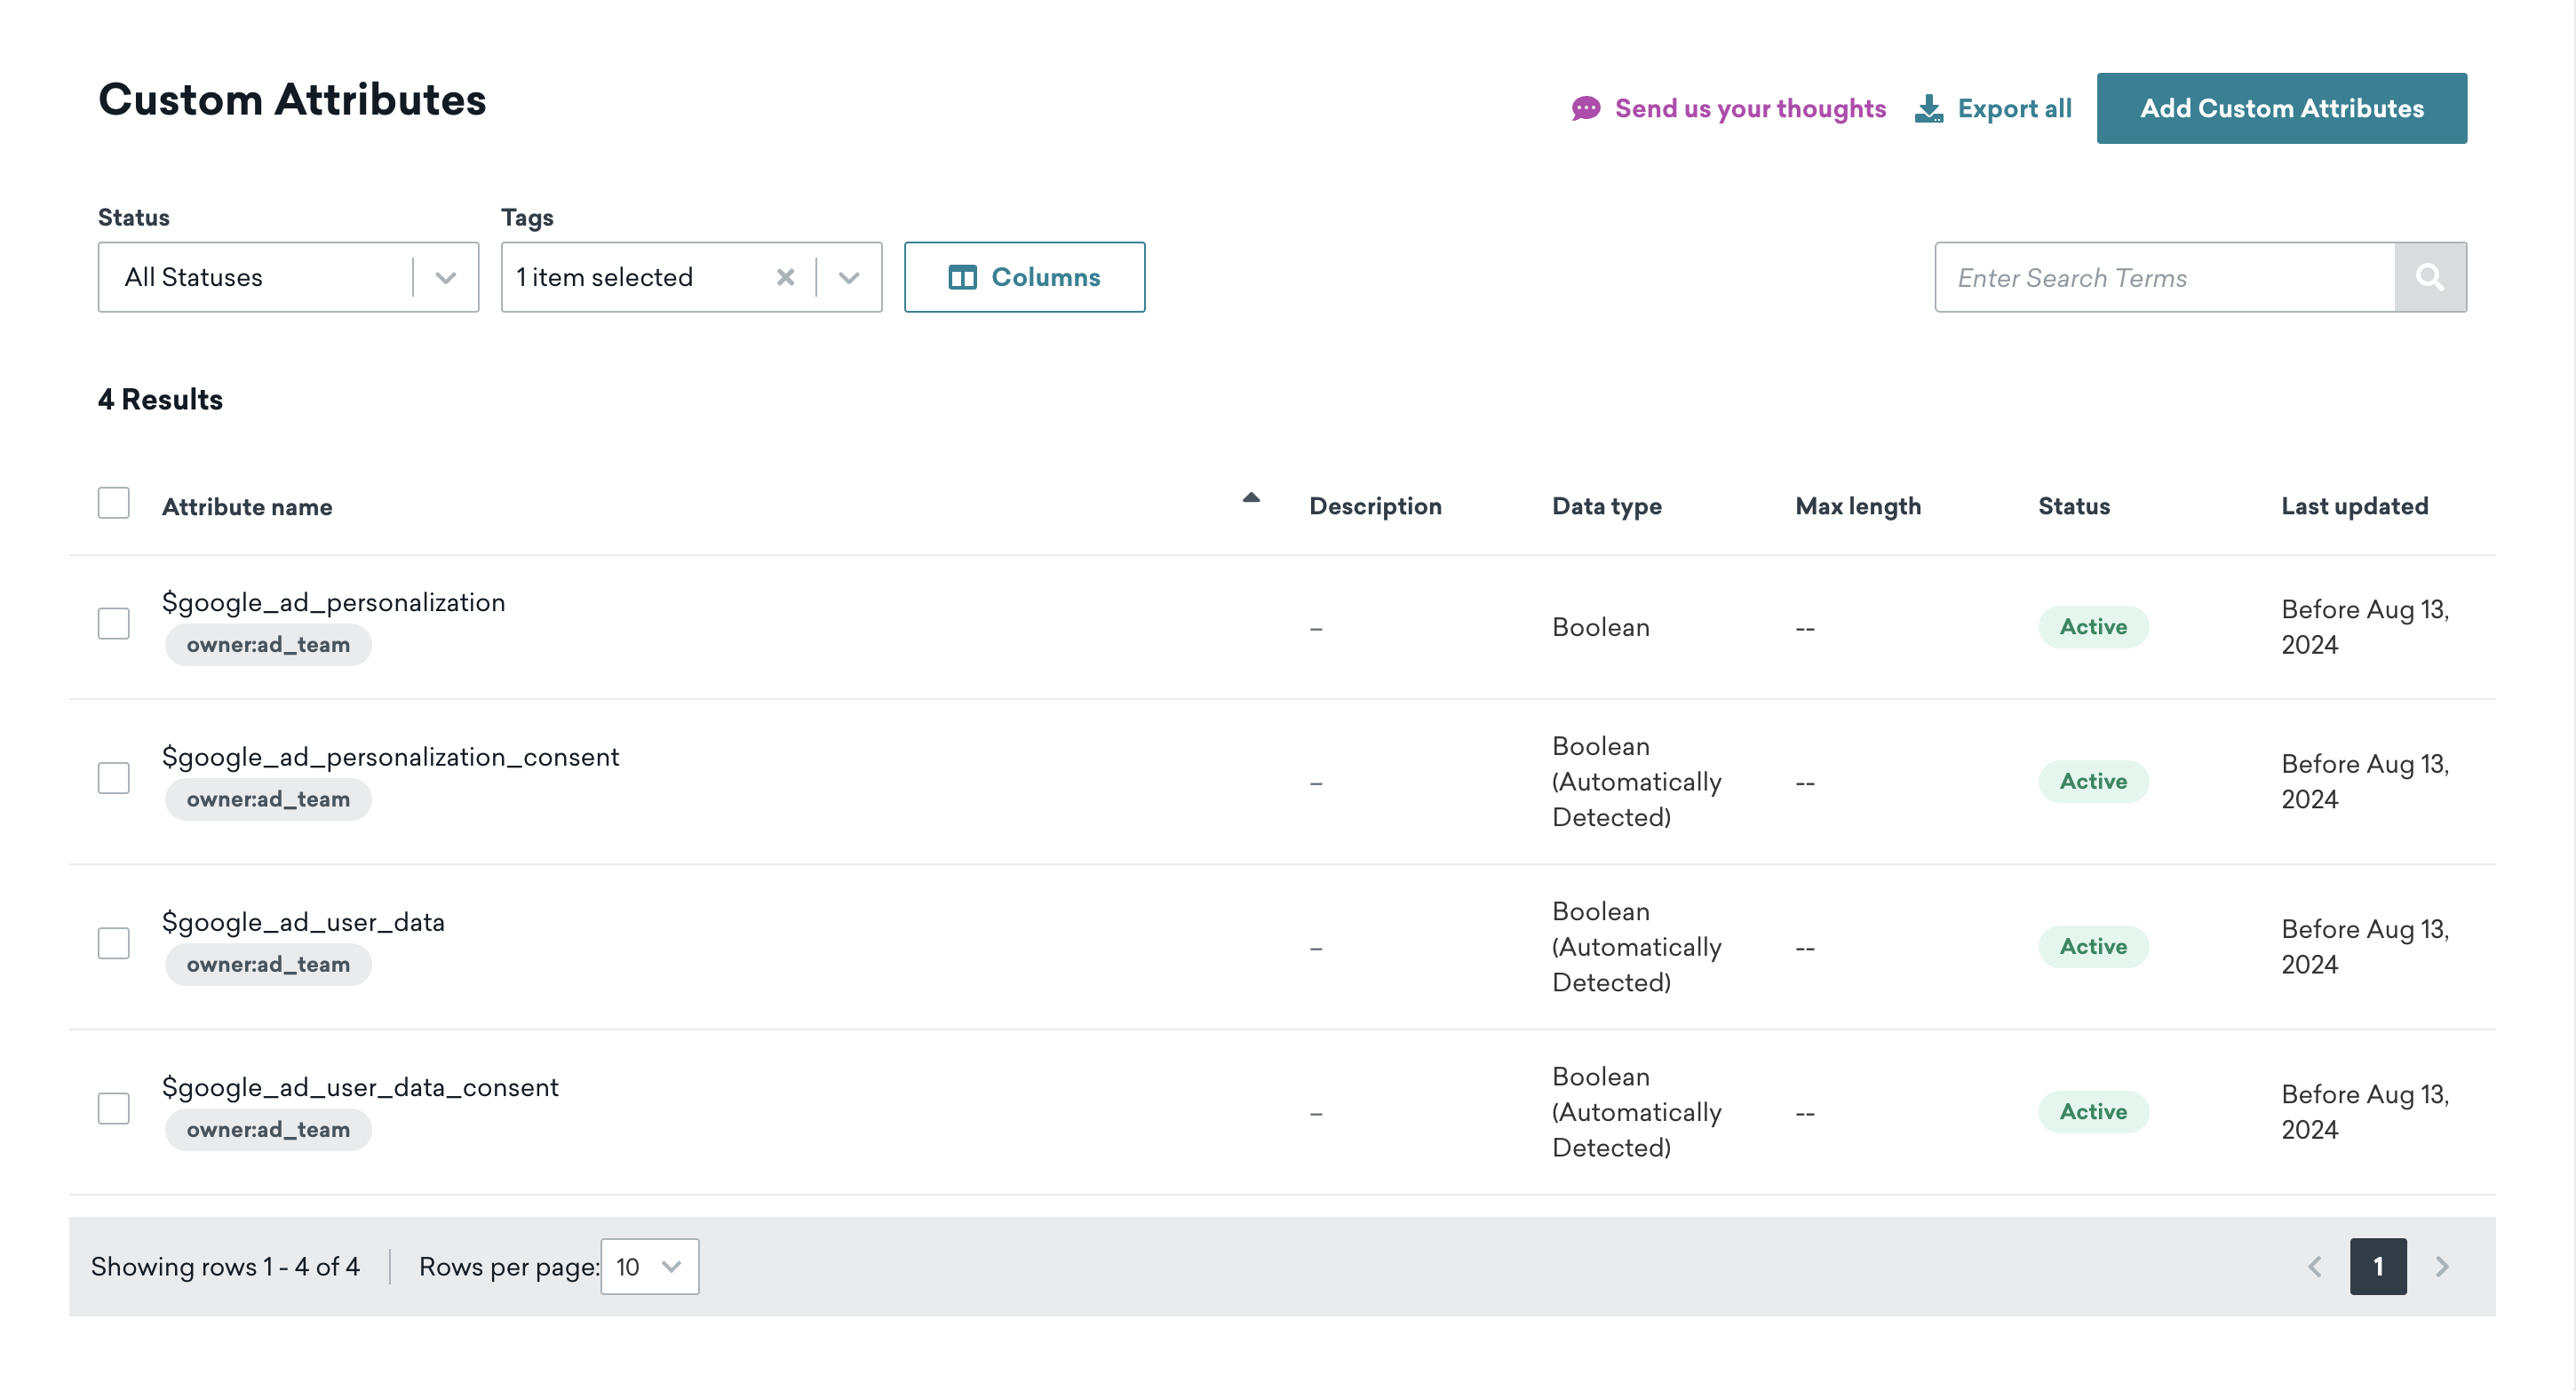 Custom Attributes
Send us your thoughts
Export all
Add Custom Attributes
Status
Tags
All Statuses
1 item selected
Columns
Enter Search Terms
4 Results
Attribute name
Description
Data type
Max length
Status
Last updated
$google_ad_personalization
owner:ad_team
–
Boolean
--
Active
Before Aug 13,
2024
$google_ad_personalization_consent
owner:ad_team
–
Boolean
(Automatically
Detected)
--
Active
Before Aug 13,
2024
$google_ad_user_data
owner:ad_team
–
Boolean
(Automatically
Detected)
--
Active
Before Aug 13,
2024
$google_ad_user_data_consent
owner:ad_team
–
Boolean
(Automatically
Detected)
--
Active
Before Aug 13,
2024
Showing rows 1 - 4 of 4
Rows per page:
10
1